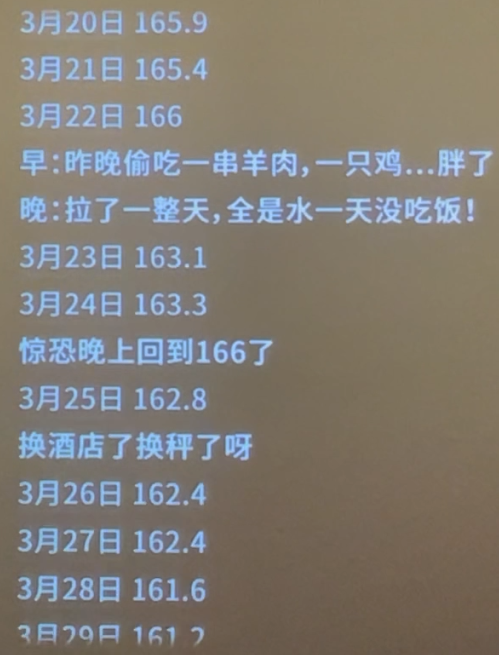 3月20日 165.9
3月21日 165.4
3月22日 166
早:昨晚偷吃一串羊肉,一只鸡...胖了
晚:拉了一整天,全是水一天没吃饭!
3月23日 163.1
3月24日 163.3
惊恐晚上回到166了
3月25日 162.8
换酒店了换秤了呀
3月26日 162.4
3月27日 162.4
3月28日 161.6
3月29日 161.2